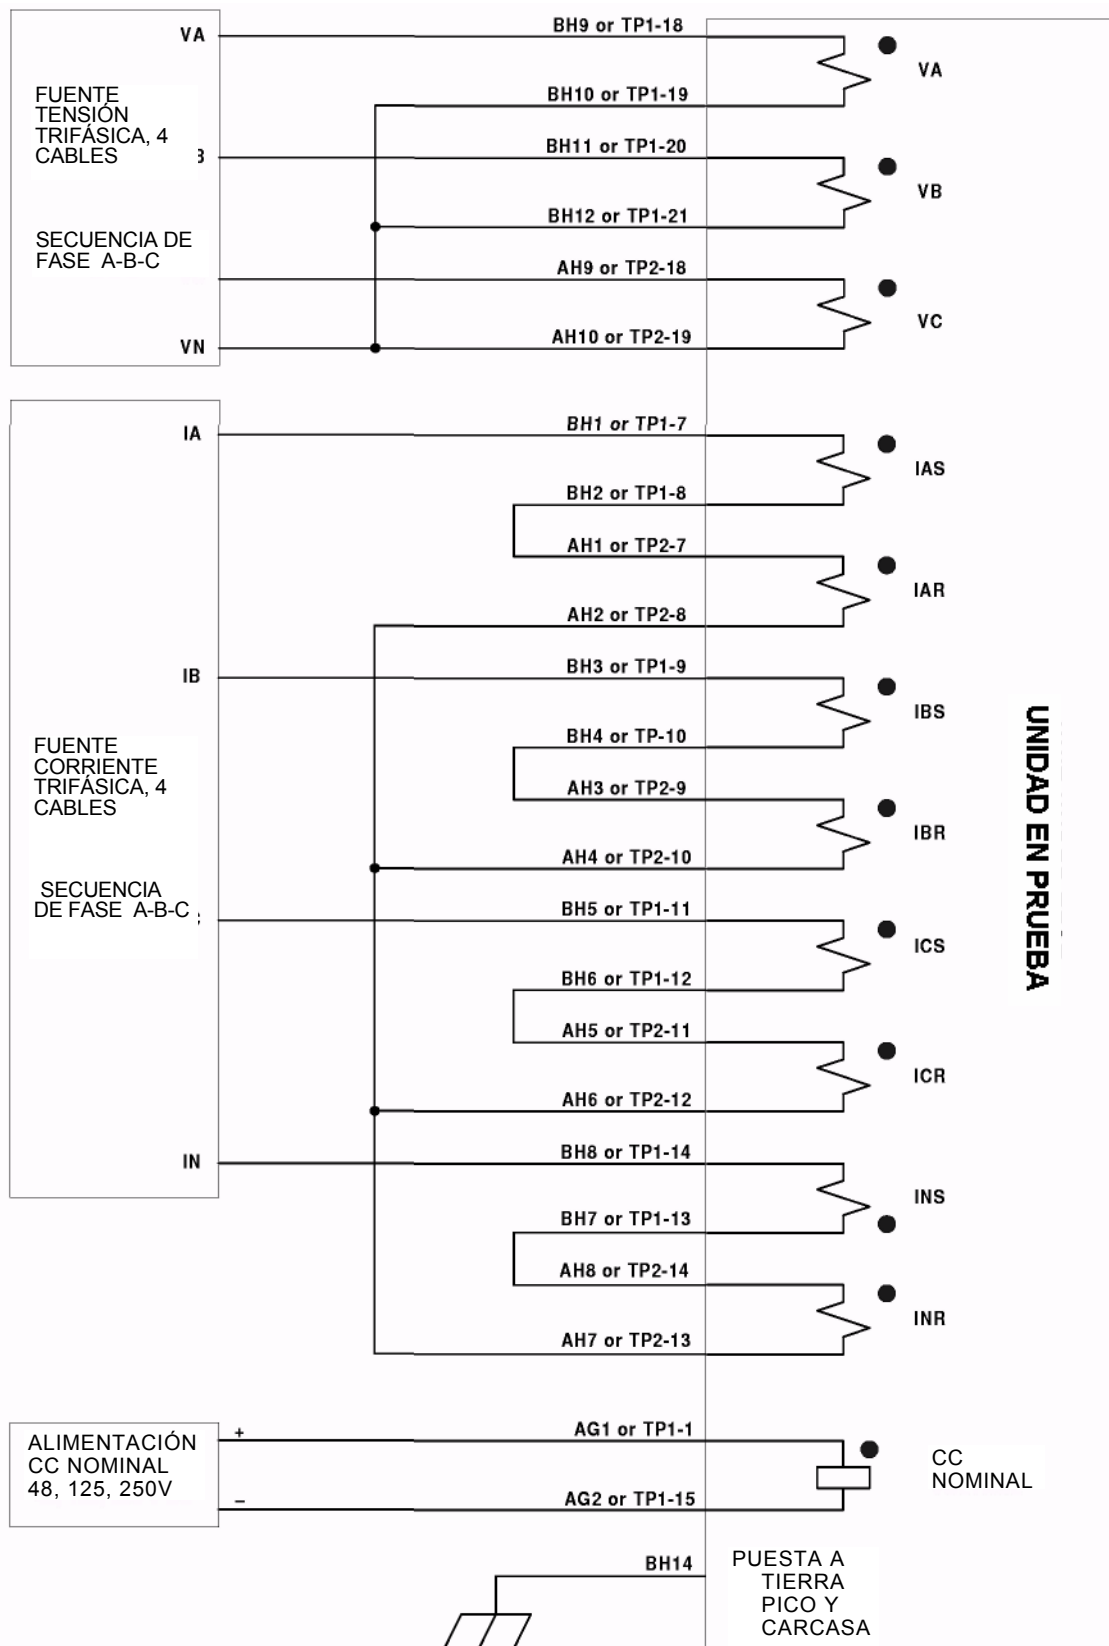 VA
BH9 or TP1-18
VA
FUENTE
TENSIÓN
TRIFÁSICA, 4
CABLES
BH10 or TP1-19
BH11 or TP1-20
VB
BH12 or TP1-21
SECUENCIA DE
FASE A-B-C
AH9 or TP2-18
VC
VN
AH10 or TP2-19
IA
BH1 or TP1-7
IAS
BH2 or TP1-8
AH1 or TP2-7
IAR
AH2 or TP2-8
IB
BH3 or TP1-9
IBS
BH4 or TP-10
FUENTE
CORRIENTE
TRIFÁSICA, 4
CABLES
AH3 or TP2-9
IBR
AH4 or TP2-10
UNIDAD EN PRUEBA
SECUENCIA
DE FASE A-B-C
BH5 or TP1-11
ICS
BH6 or TP1-12
AH5 or TP2-11
ICR
AH6 or TP2-12
IN
BH8 or TP1-14
INS
BH7 or TP1-13
AH8 or TP2-14
INR
AH7 or TP2-13
ALIMENTACIÓN
CC NOMINAL
48, 125, 250V
+
AG1 or TP1-1
CC
NOMINAL
–
AG2 or TP1-15
BH14
PUESTA A
TIERRA
PICO Y
CARCASA